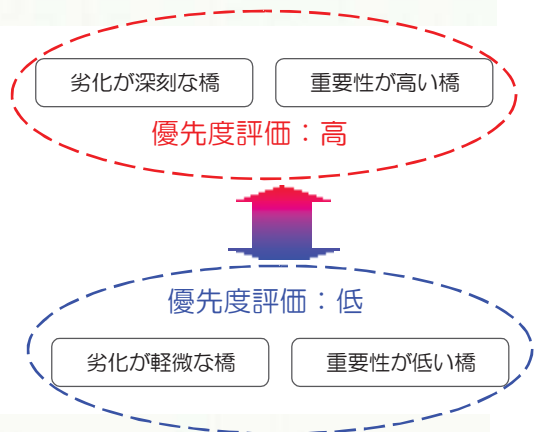 劣化が深刻な橋
重要性が高い橋
優先度評価：高
優先度評価：低
劣化が軽微な橋
重要性が低い橋